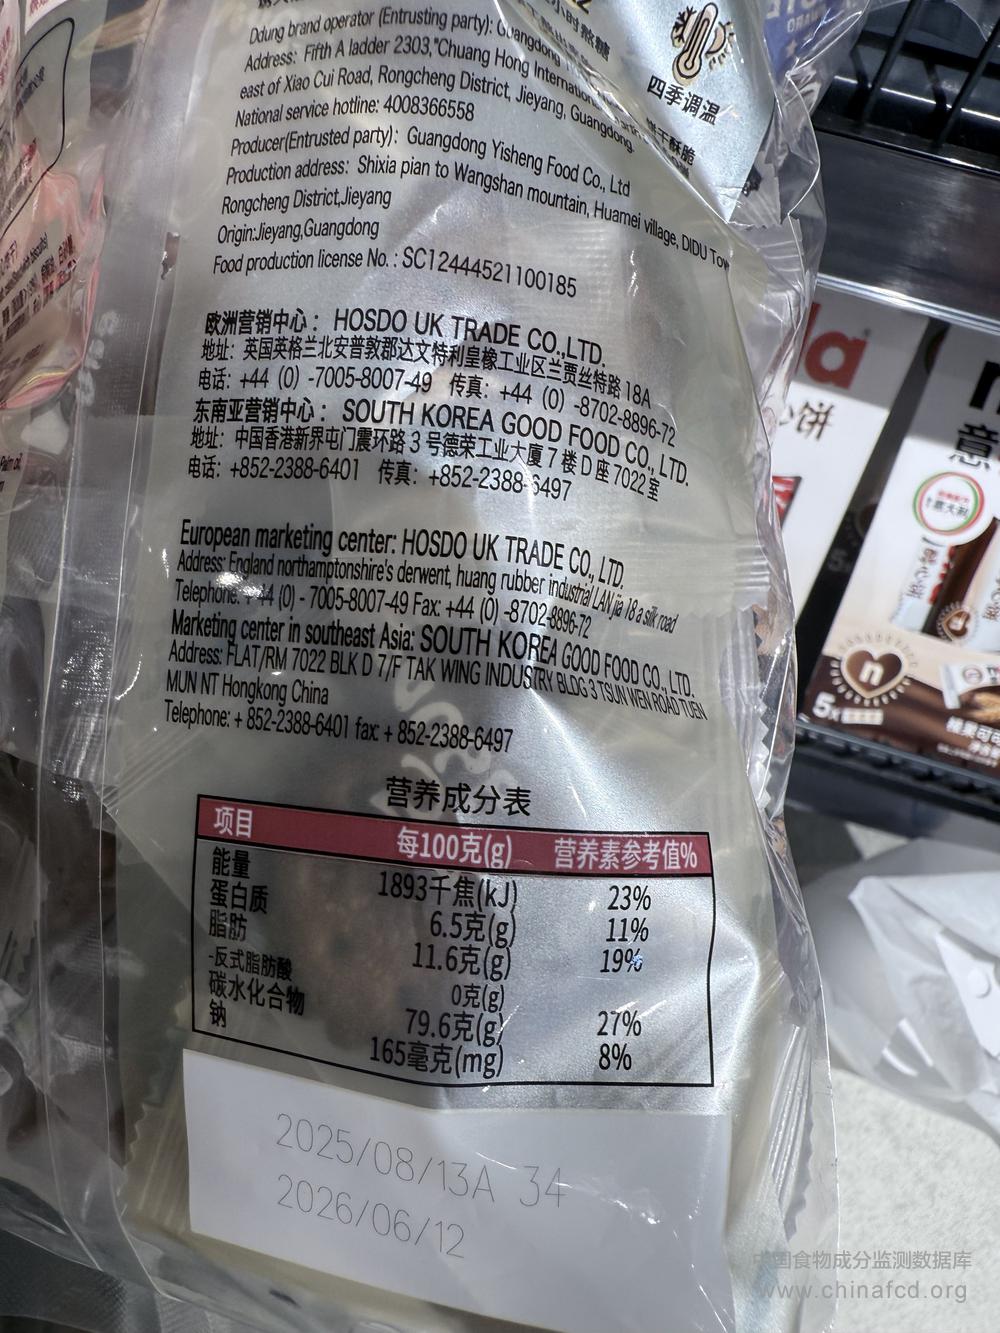 小时熬糖
四季调温
饼干酥脆
Ddung brand operator (Entrusting party): Guangdong
Address: Fifth A ladder 2303,"Chuang Hong International
east of Xiao Cui Road, Rongcheng District, Jieyang, Guangdong.
National service hotline: 4008366558
Producer(Entrusted party): Guangdong Yisheng Food Co., Ltd
Production address: Shixia pian to Wangshan mountain, Huamei village, DIDU Tow
Rongcheng District,Jieyang
Origin:Jieyang,Guangdong
Food production license No. : SC12444521100185
欧洲营销中心： HOSDO UK TRADE CO.,LTD.
地址：英国英格兰北安普敦郡达文特利皇橡工业区兰贾丝特路 18A
电话：+44 (0) -7005-8007-49 传真：+44 (0) -8702-8896-72
东南亚营销中心： SOUTH KOREA GOOD FOOD CO., LTD.
地址：中国香港新界屯门震环路 3 号德荣工业大厦 7 楼 D 座 7022 室
电话：+852-2388-6401 传真：+852-2388-6497
European marketing center: HOSDO UK TRADE CO., LTD.
Address: England northamptonshire's derwent, huang rubber industrial LAN jia 18 a silk road
Telephone: +44 (0) - 7005-8007-49 Fax: +44 (0) -8702-8896-72
Marketing center in southeast Asia: SOUTH KOREA GOOD FOOD CO., LTD.
Address: FLAT/RM 7022 BLK D 7/F TAK WING INDUSTRY BLDG 3 TSUN WEN ROAD TUEN
MUN NT Hongkong China
Telephone: + 852-2388-6401 fax: + 852-2388-6497
营养成分表
项目 每100克(g) 营养素参考值%
能量 1893千焦(kJ) 23%
蛋白质 6.5克(g) 11%
脂肪 11.6克(g) 19%
-反式脂肪酸 0克(g)
碳水化合物 79.6克(g) 27%
钠 165毫克(mg) 8%
2025/08/13A 34
2026/06/12
心饼
意
意大利
n
5x
中国食物成分监测数据库
www.chinafcd.org